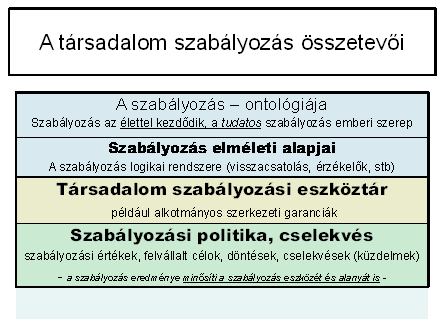 A társadalom szabályozás összetevői
A szabályozás – ontológiája
Szabályozás az élettel kezdődik, a tudatos szabályozás emberi szerep
Szabályozás elméleti alapjai
A szabályozás logikai rendszere (visszacsatolás, érzékelők, stb)
Társadalom szabályozási eszköztár
például alkotmányos szerkezeti garanciák
Szabályozási politika, cselekvés
szabályozási értékek, felvállalt célok, döntések, cselekvések (küzdelmek)
– a szabályozás eredménye minősíti a szabályozás eszközét és alanyát is -